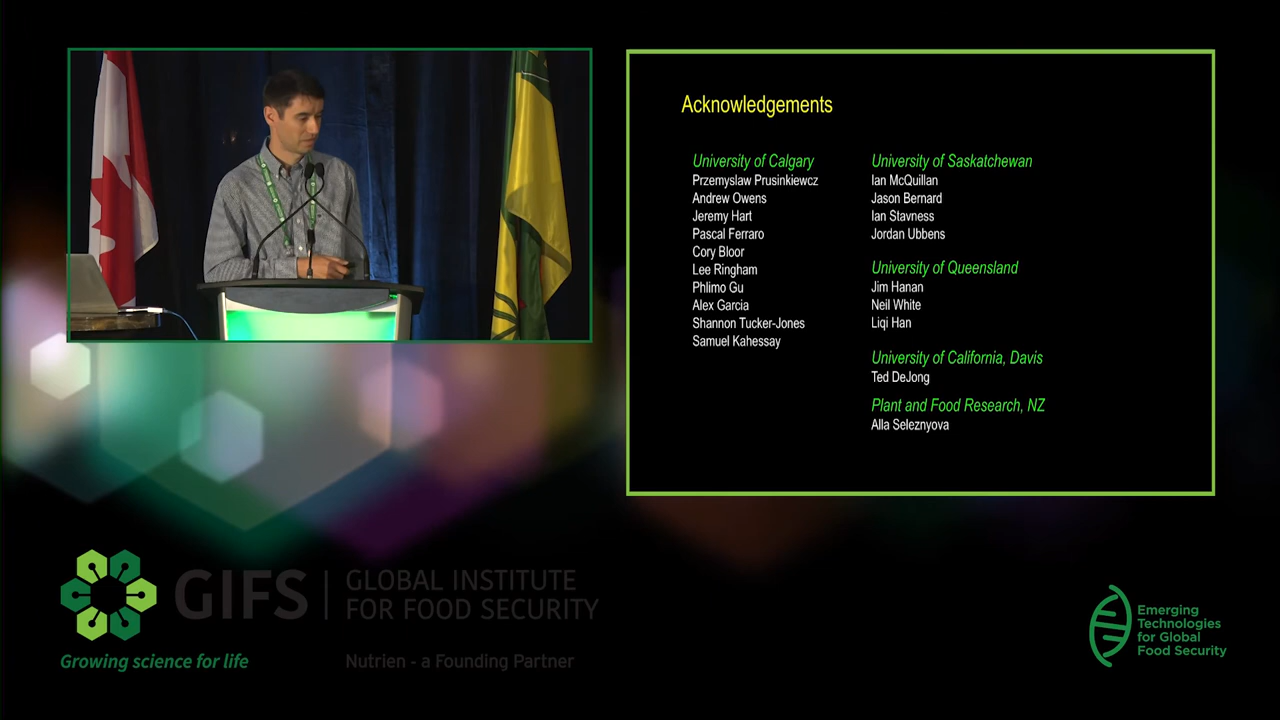 Acknowledgements
University of Calgary
Przemyslaw Prusinkiewcz
Andrew Owens
Jeremy Hart
Pascal Ferraro
Cory Bloor
Lee Ringham
Phlimo Gu
Alex Garcia
Shannon Tucker-Jones
Samuel Kahessay
University of Saskatchewan
Ian McQuillan
Jason Bernard
Ian Stavness
Jordan Ubbens
University of Queensland
Jim Hanan
Neil White
Liqi Han
University of California, Davis
Ted DeJong
Plant and Food Research, NZ
Alla Seleznyova
GIFS
GLOBAL INSTITUTE
FOR FOOD SECURITY
Growing science for life
Nutrien - a Founding Partner
Emerging
Technologies
for Global
Food Security